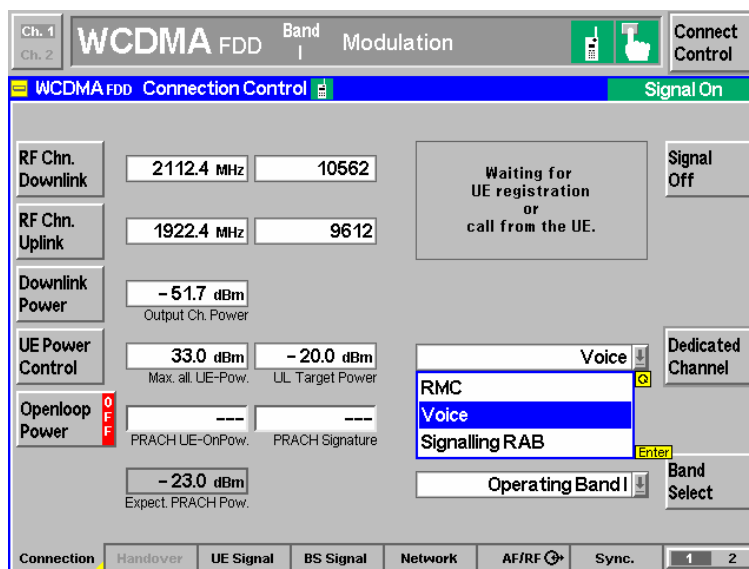 Ch. 1
Ch. 2
WCDMA FDD Band I Modulation
Connect Control
WCDMA FDD Connection Control
Signal On
RF Chn. Downlink
2112.4 MHz
10562
Waiting for
UE registration
or
call from the UE.
Signal Off
RF Chn. Uplink
1922.4 MHz
9612
Downlink Power
– 51.7 dBm
Output Ch. Power
UE Power Control
33.0 dBm
– 20.0 dBm
Max. all. UE-Pow.
UL Target Power
Voice
Dedicated Channel
RMC
Voice
Signalling RAB
Enter
Openloop Power
OFF
---
---
PRACH UE-OnPow.
PRACH Signature
– 23.0 dBm
Expect. PRACH Pow.
Operating Band I
Band Select
Connection
Handover
UE Signal
BS Signal
Network
AF/RF
Sync.
1 2